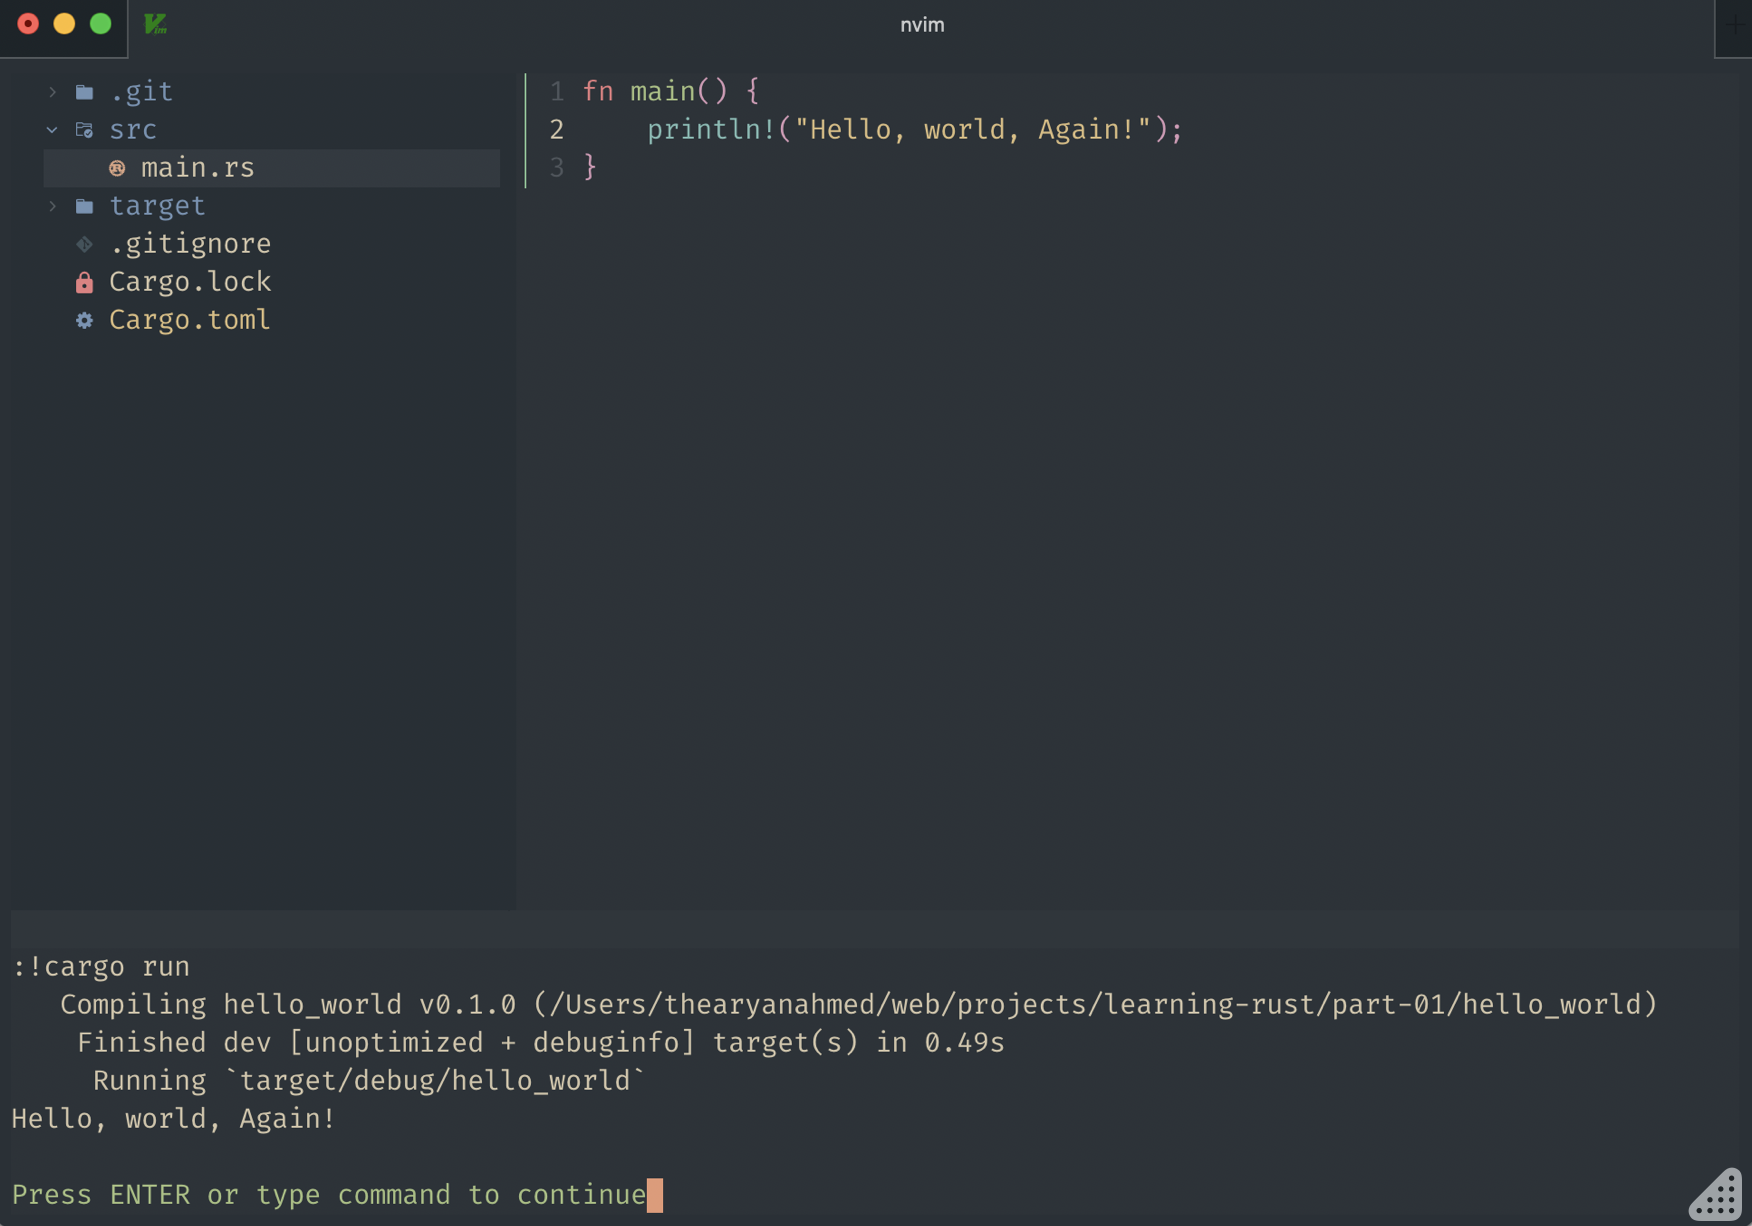 nvim
.git
src
main.rs
target
.gitignore
Cargo.lock
Cargo.toml
1 fn main() {
2     println!("Hello, world, Again!");
3 }
:!cargo run
   Compiling hello_world v0.1.0 (/Users/thearyanahmed/web/projects/learning-rust/part-01/hello_world)
    Finished dev [unoptimized + debuginfo] target(s) in 0.49s
     Running `target/debug/hello_world`
Hello, world, Again!
Press ENTER or type command to continue